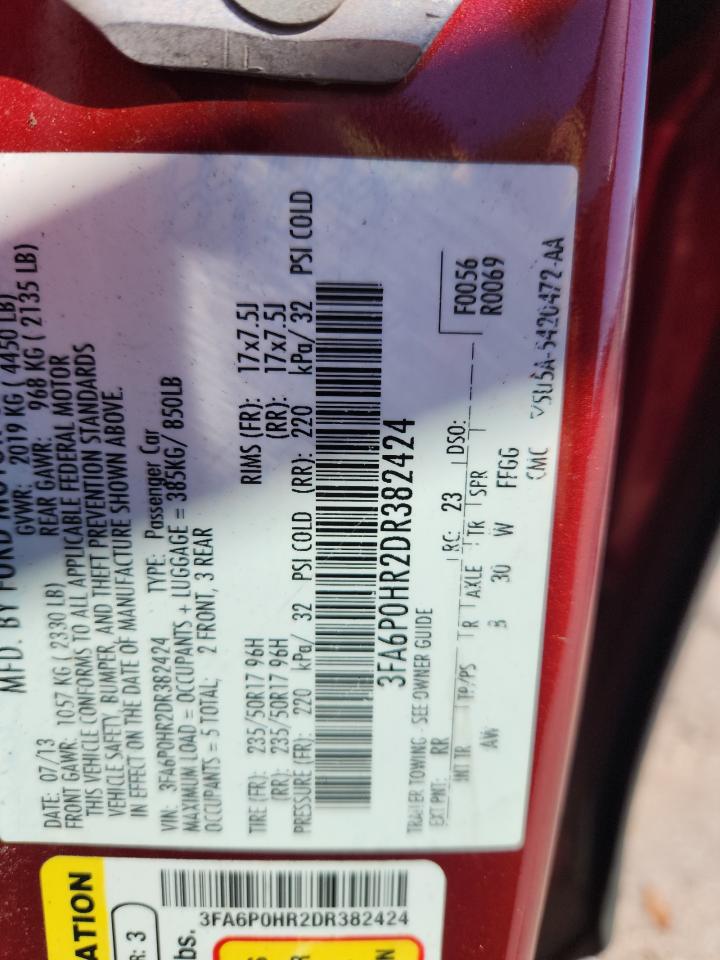 MFD. BY FORD MOTOR
DATE: 07/13 GVWR: 2019 KG ( 4450 LB)
FRONT GAWR: 1057 KG ( 2330 LB) REAR GAWR: 968 KG ( 2135 LB)
THIS VEHICLE CONFORMS TO ALL APPLICABLE FEDERAL MOTOR
VEHICLE SAFETY, BUMPER, AND THEFT PREVENTION STANDARDS
IN EFFECT ON THE DATE OF MANUFACTURE SHOWN ABOVE.
VIN: 3FA6P0HR2DR382424 TYPE: Passenger Car
MAXIMUM LOAD = OCCUPANTS + LUGGAGE = 385KG/ 850LB
OCCUPANTS = 5 TOTAL; 2 FRONT, 3 REAR
TIRE (FR): 235/50R17 96H RIMS (FR): 17x7.5J
(RR): 235/50R17 96H (RR): 17x7.5J
PRESSURE (FR): 220 kPa/ 32 PSI COLD (RR): 220 kPa/ 32 PSI COLD
3FA6P0HR2DR382424
TRAILER TOWING - SEE OWNER GUIDE
EXT PNT: RR RC: 23 DSO: F0056
R0069
INT TR TP/PS R AXLE TR SPR
AW B 30 W FFGG
CMC
3FA6P0HR2DR382424
ATION
R: 3
bs.